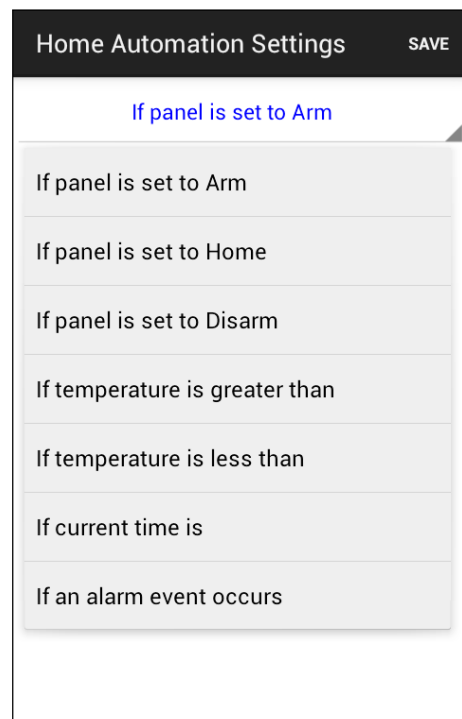 Home Automation Settings SAVE
If panel is set to Arm
If panel is set to Arm
If panel is set to Home
If panel is set to Disarm
If temperature is greater than
If temperature is less than
If current time is
If an alarm event occurs